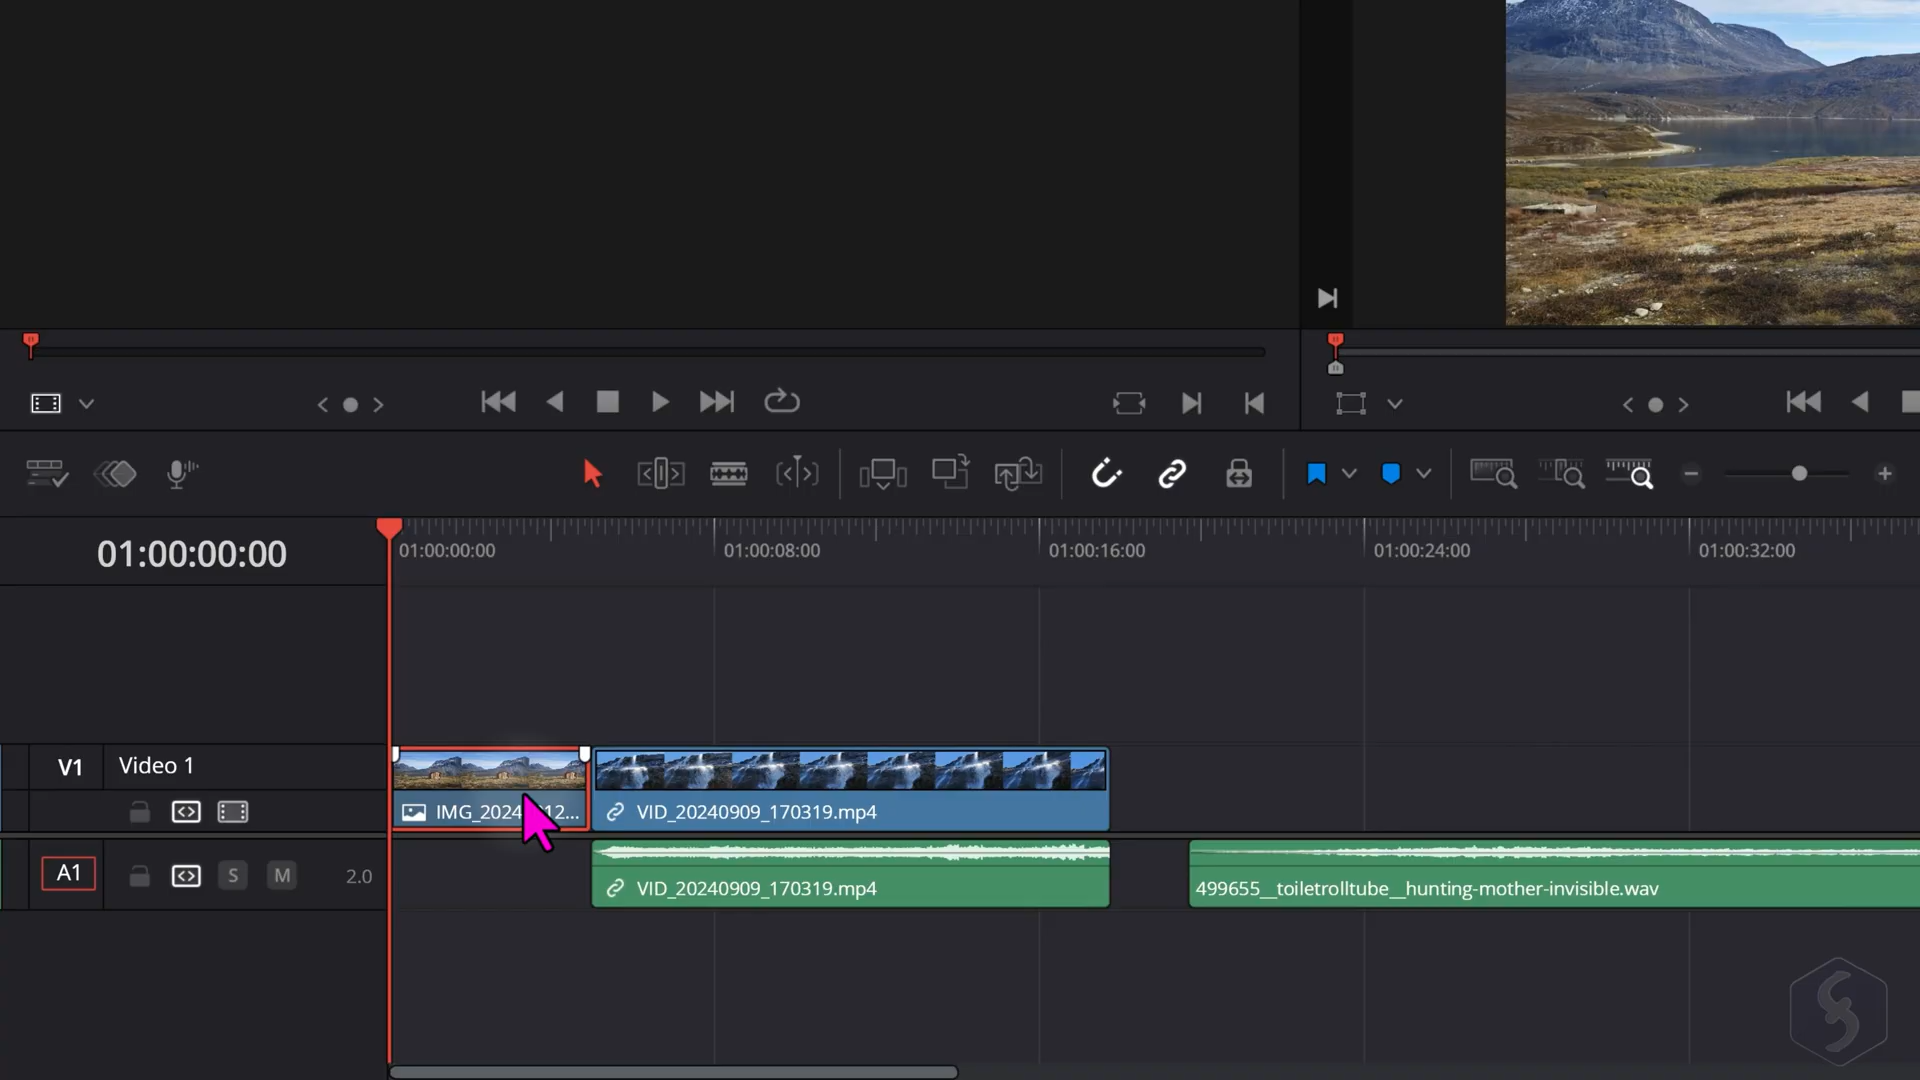 01:00:00:00
01:00:00:00
01:00:08:00
01:00:16:00
01:00:24:00
01:00:32:00
V1
Video 1
VID_20240909_170319.mp4
A1
S
M
2.0
VID_20240909_170319.mp4
499655__toiletrolltube__hunting-mother-invisible.wav